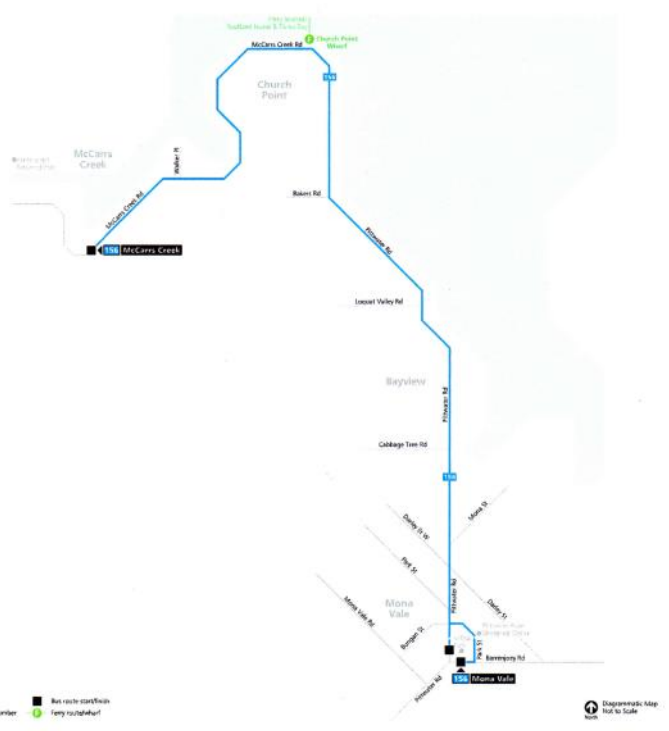 Church Point
Wharf
McCarrs Creek Rd
156
Church
Point
McCarrs
Creek
Walker Pl
McCarrs Creek Rd
Bakers Rd
156 McCarrs Creek
Pittwater Rd
Loquat Valley Rd
Bayview
Pittwater Rd
Cabbage Tree Rd
156
Mona St
Darley St W
Park St
Pittwater Rd
Darley St
Mona Vale Rd
Mona
Vale
Bungan St
Park St
Barrenjoey Rd
156 Mona Vale
Pittwater Rd
Bus route start/finish
Ferry route/wharf
North
Diagrammatic Map
Not to Scale